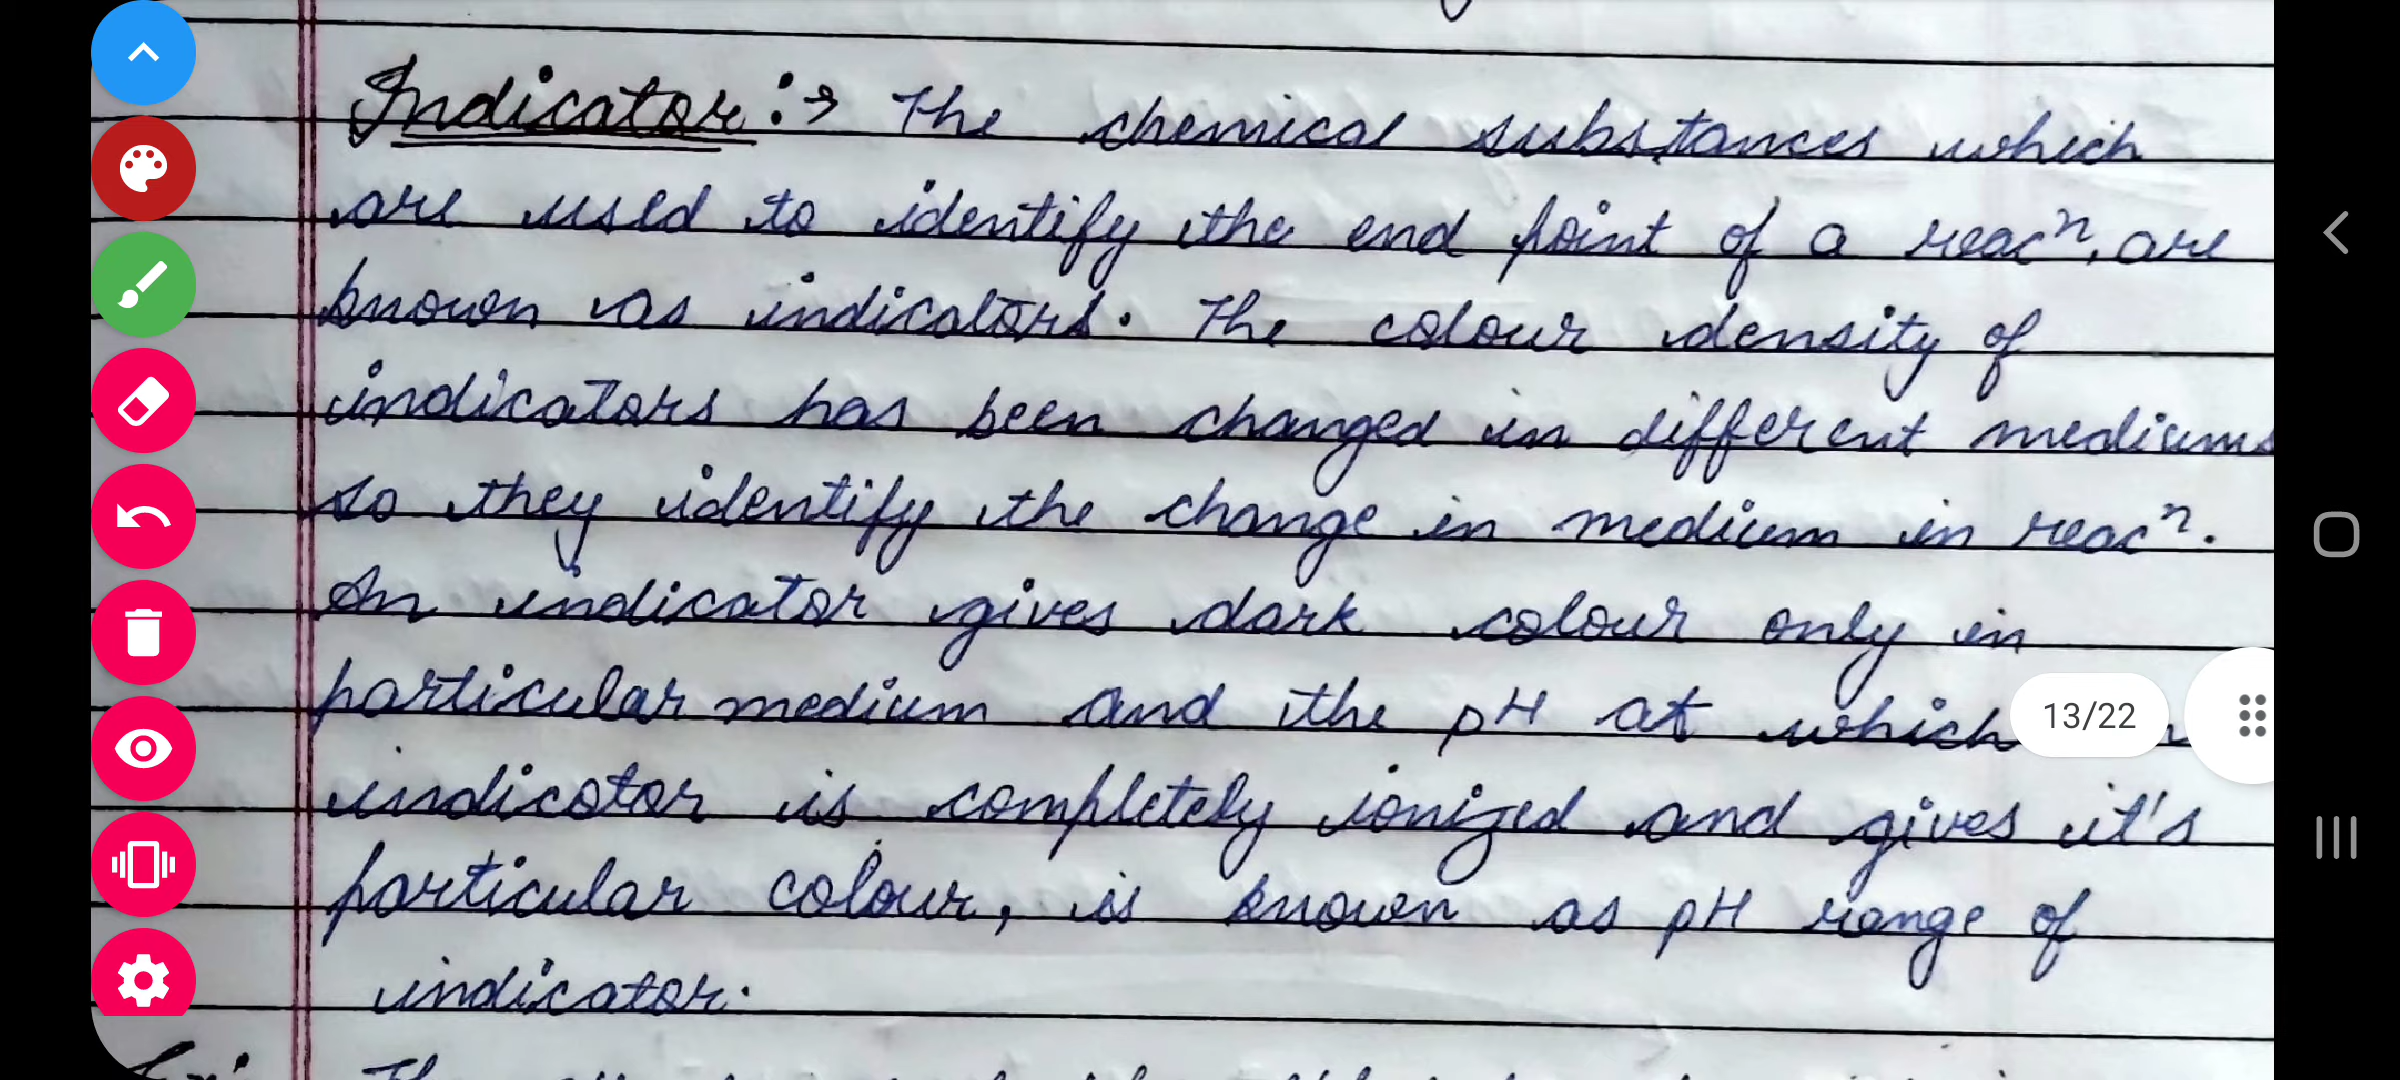 Indicator :→ The chemical substances which
are used to identify the end point of a reacⁿ, are
known as indicators. The colour density of
indicators has been changed in different mediums
so they identify the change in medium in reacⁿ.
An indicator gives dark colour only in
particular medium and the pH at which
13/22
indicator is completely ionized and gives it's
particular colour, is known as pH range of
indicator.